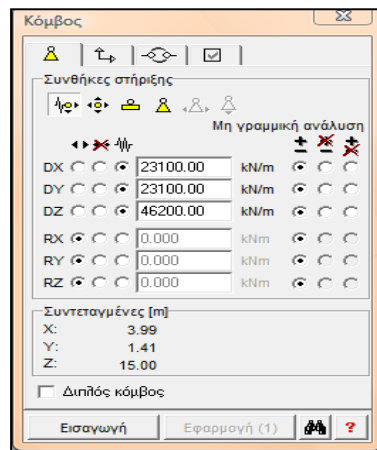 Κόμβος
Συνθήκες στήριξης
Μη γραμμική ανάλυση
DX 23100.00 kN/m
DY 23100.00 kN/m
DZ 46200.00 kN/m
RX 0.000 kNm
RY 0.000 kNm
RZ 0.000 kNm
Συντεταγμένες [m]
X: 3.99
Y: 1.41
Z: 15.00
Διπλός κόμβος
Εισαγωγή Εφαρμογή (1) ?